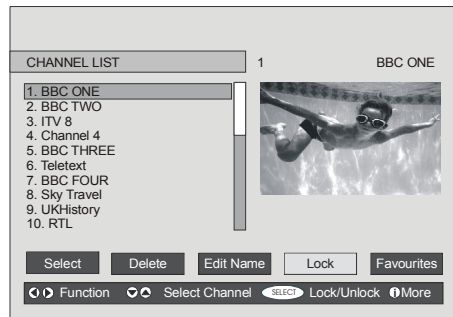 CHANNEL LIST
1 BBC ONE
1. BBC ONE
2. BBC TWO
3. ITV 8
4. Channel 4
5. BBC THREE
6. Teletext
7. BBC FOUR
8. Sky Travel
9. UKHistory
10. RTL
Select Delete Edit Name Lock Favourites
Function Select Channel SELECT Lock/Unlock i More